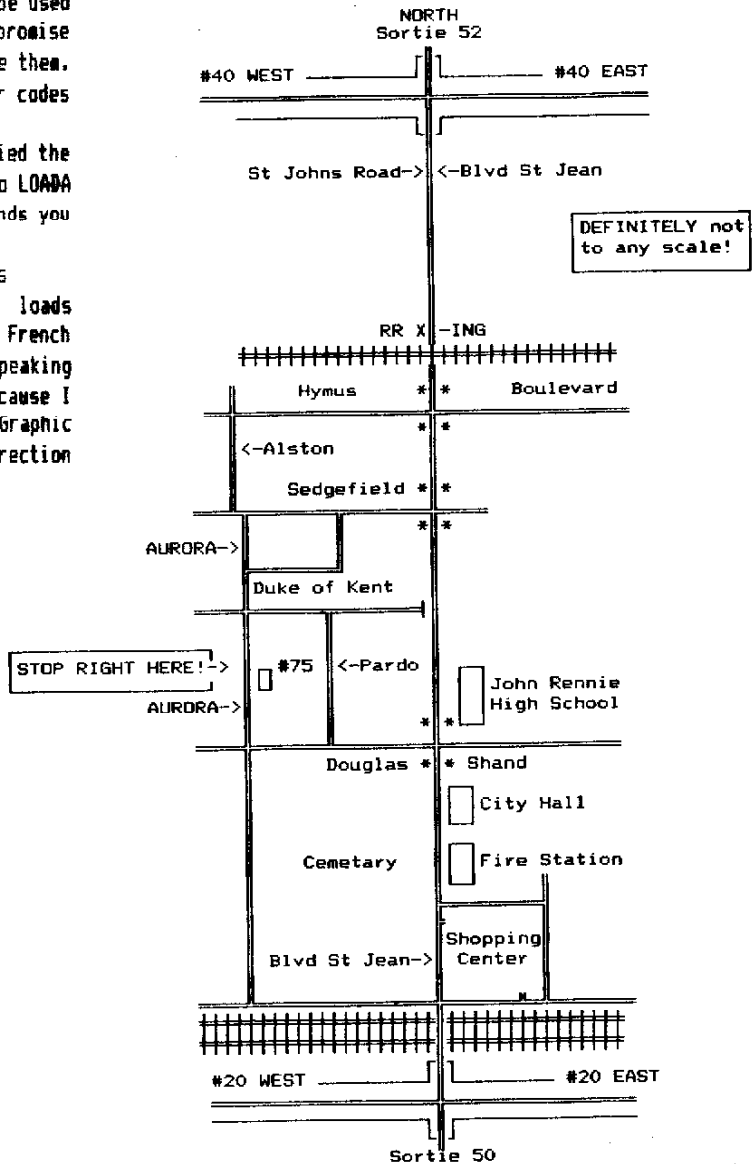 be used
promise
e them.
r codes
ied the
o LOADA
nds you
s
loads
French
peaking
cause I
Graphic
rection
NORTH
Sortie 52
#40 WEST
#40 EAST
St Johns Road->
<-Blvd St Jean
DEFINITELY not
to any scale!
RR X -ING
Hymus * * Boulevard
* *
<-Alston
Sedgefield * *
* *
AURORA->
Duke of Kent
STOP RIGHT HERE!->
#75
<-Pardo
John Rennie
High School
AURORA->
* *
Douglas * * Shand
City Hall
Cemetary
Fire Station
Shopping
Center
Blvd St Jean->
#20 WEST
#20 EAST
Sortie 50